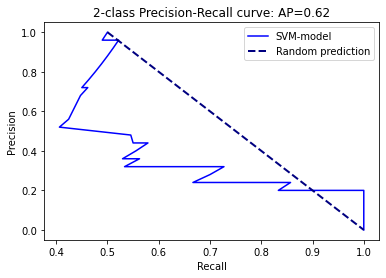 2-class Precision-Recall curve: AP=0.62
SVM-model
Random prediction
Precision
1.0
0.8
0.6
0.4
0.2
0.0
0.4
0.5
0.6
0.7
0.8
0.9
1.0
Recall